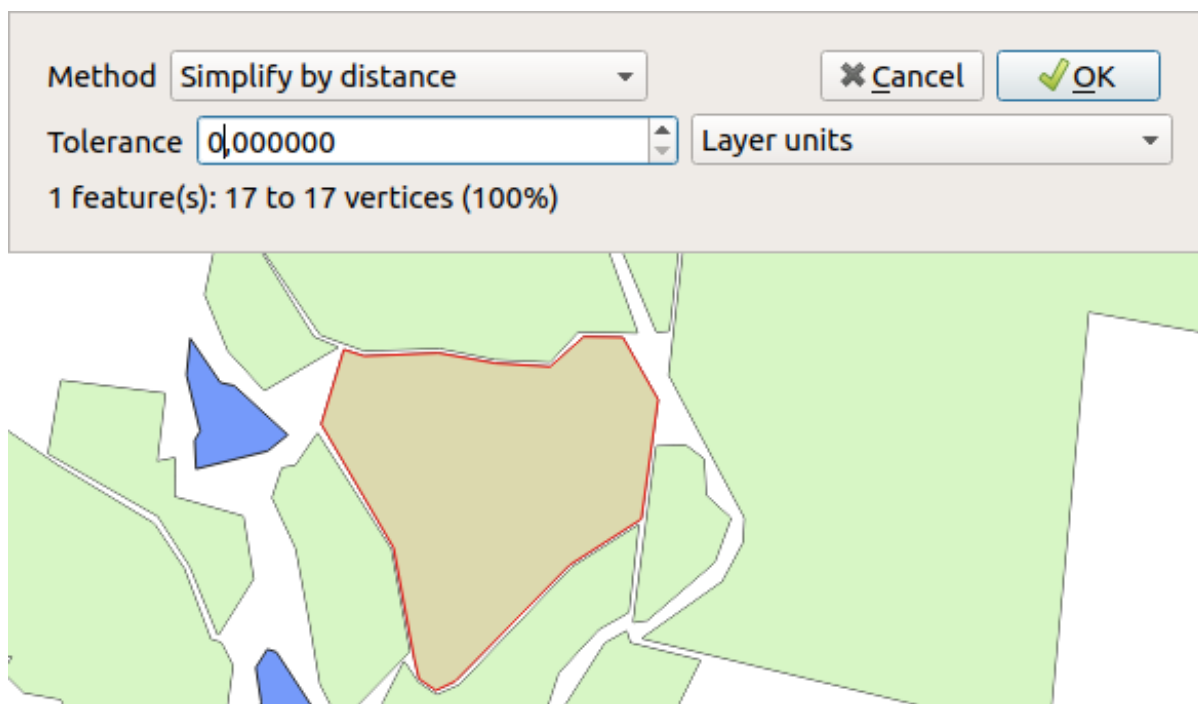 Method Simplify by distance Cancel OK
Tolerance 0,000000 Layer units
1 feature(s): 17 to 17 vertices (100%)